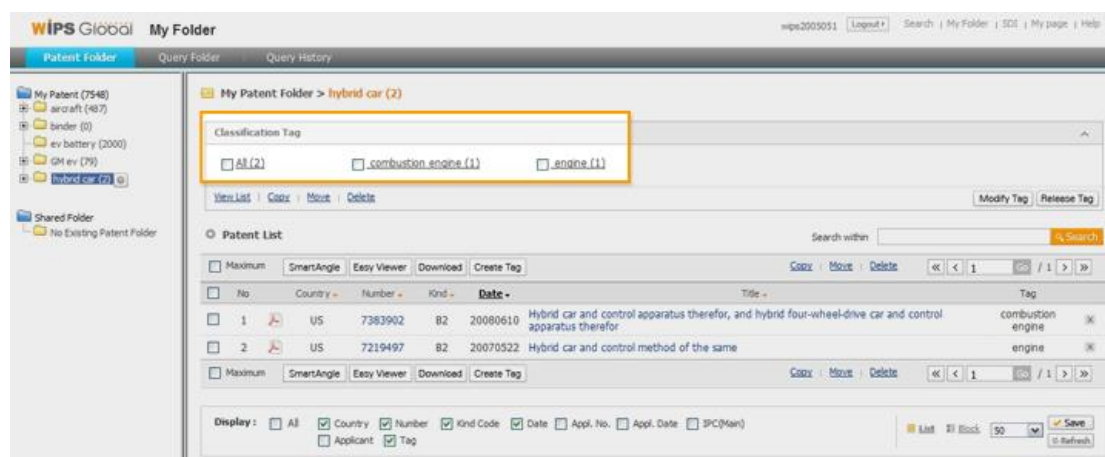 WIPS Global My Folder
wips2005051 Logout Search | My Folder | SDI | My page | Help
Patent Folder Query Folder Query History
My Patent (7548)
aircraft (487)
binder (0)
ev battery (2000)
GM ev (79)
hybrid car (2)
Shared Folder
No Existing Patent Folder
My Patent Folder > hybrid car (2)
Classification Tag
All (2) combustion engine (1) engine (1)
View List | Copy | Move | Delete
Modify Tag Release Tag
Patent List
Search within Search
Maximum SmartAngle Easy Viewer Download Create Tag Copy | Move | Delete « < 1 Go / 1 > »
No Country Number Kind Date Title Tag
1 US 7383902 B2 20080610 Hybrid car and control apparatus therefor, and hybrid four-wheel-drive car and control apparatus therefor combustion engine
2 US 7219497 B2 20070522 Hybrid car and control method of the same engine
Maximum SmartAngle Easy Viewer Download Create Tag Copy | Move | Delete « < 1 Go / 1 > »
Display : All Country Number Kind Code Date Appl. No. Appl. Date IPC(Main)
Applicant Tag
List Block 50 Save
Refresh